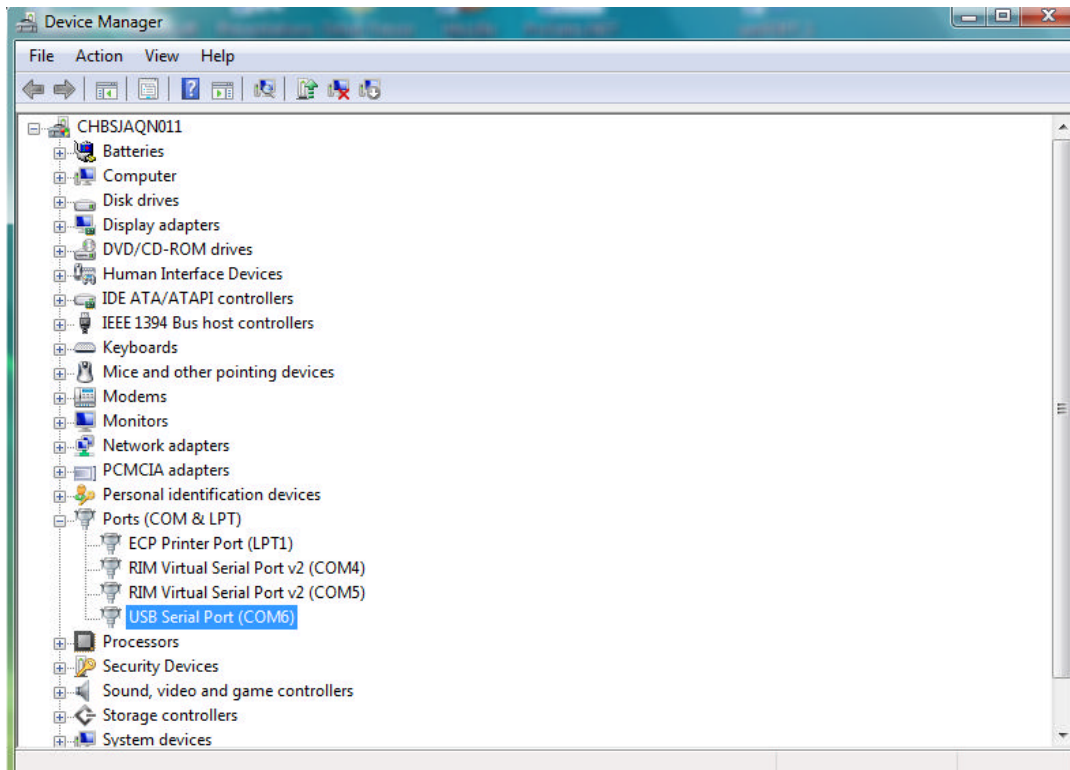 Device Manager
File Action View Help
CHBSJAQN011
Batteries
Computer
Disk drives
Display adapters
DVD/CD-ROM drives
Human Interface Devices
IDE ATA/ATAPI controllers
IEEE 1394 Bus host controllers
Keyboards
Mice and other pointing devices
Modems
Monitors
Network adapters
PCMCIA adapters
Personal identification devices
Ports (COM & LPT)
ECP Printer Port (LPT1)
RIM Virtual Serial Port v2 (COM4)
RIM Virtual Serial Port v2 (COM5)
USB Serial Port (COM6)
Processors
Security Devices
Sound, video and game controllers
Storage controllers
System devices